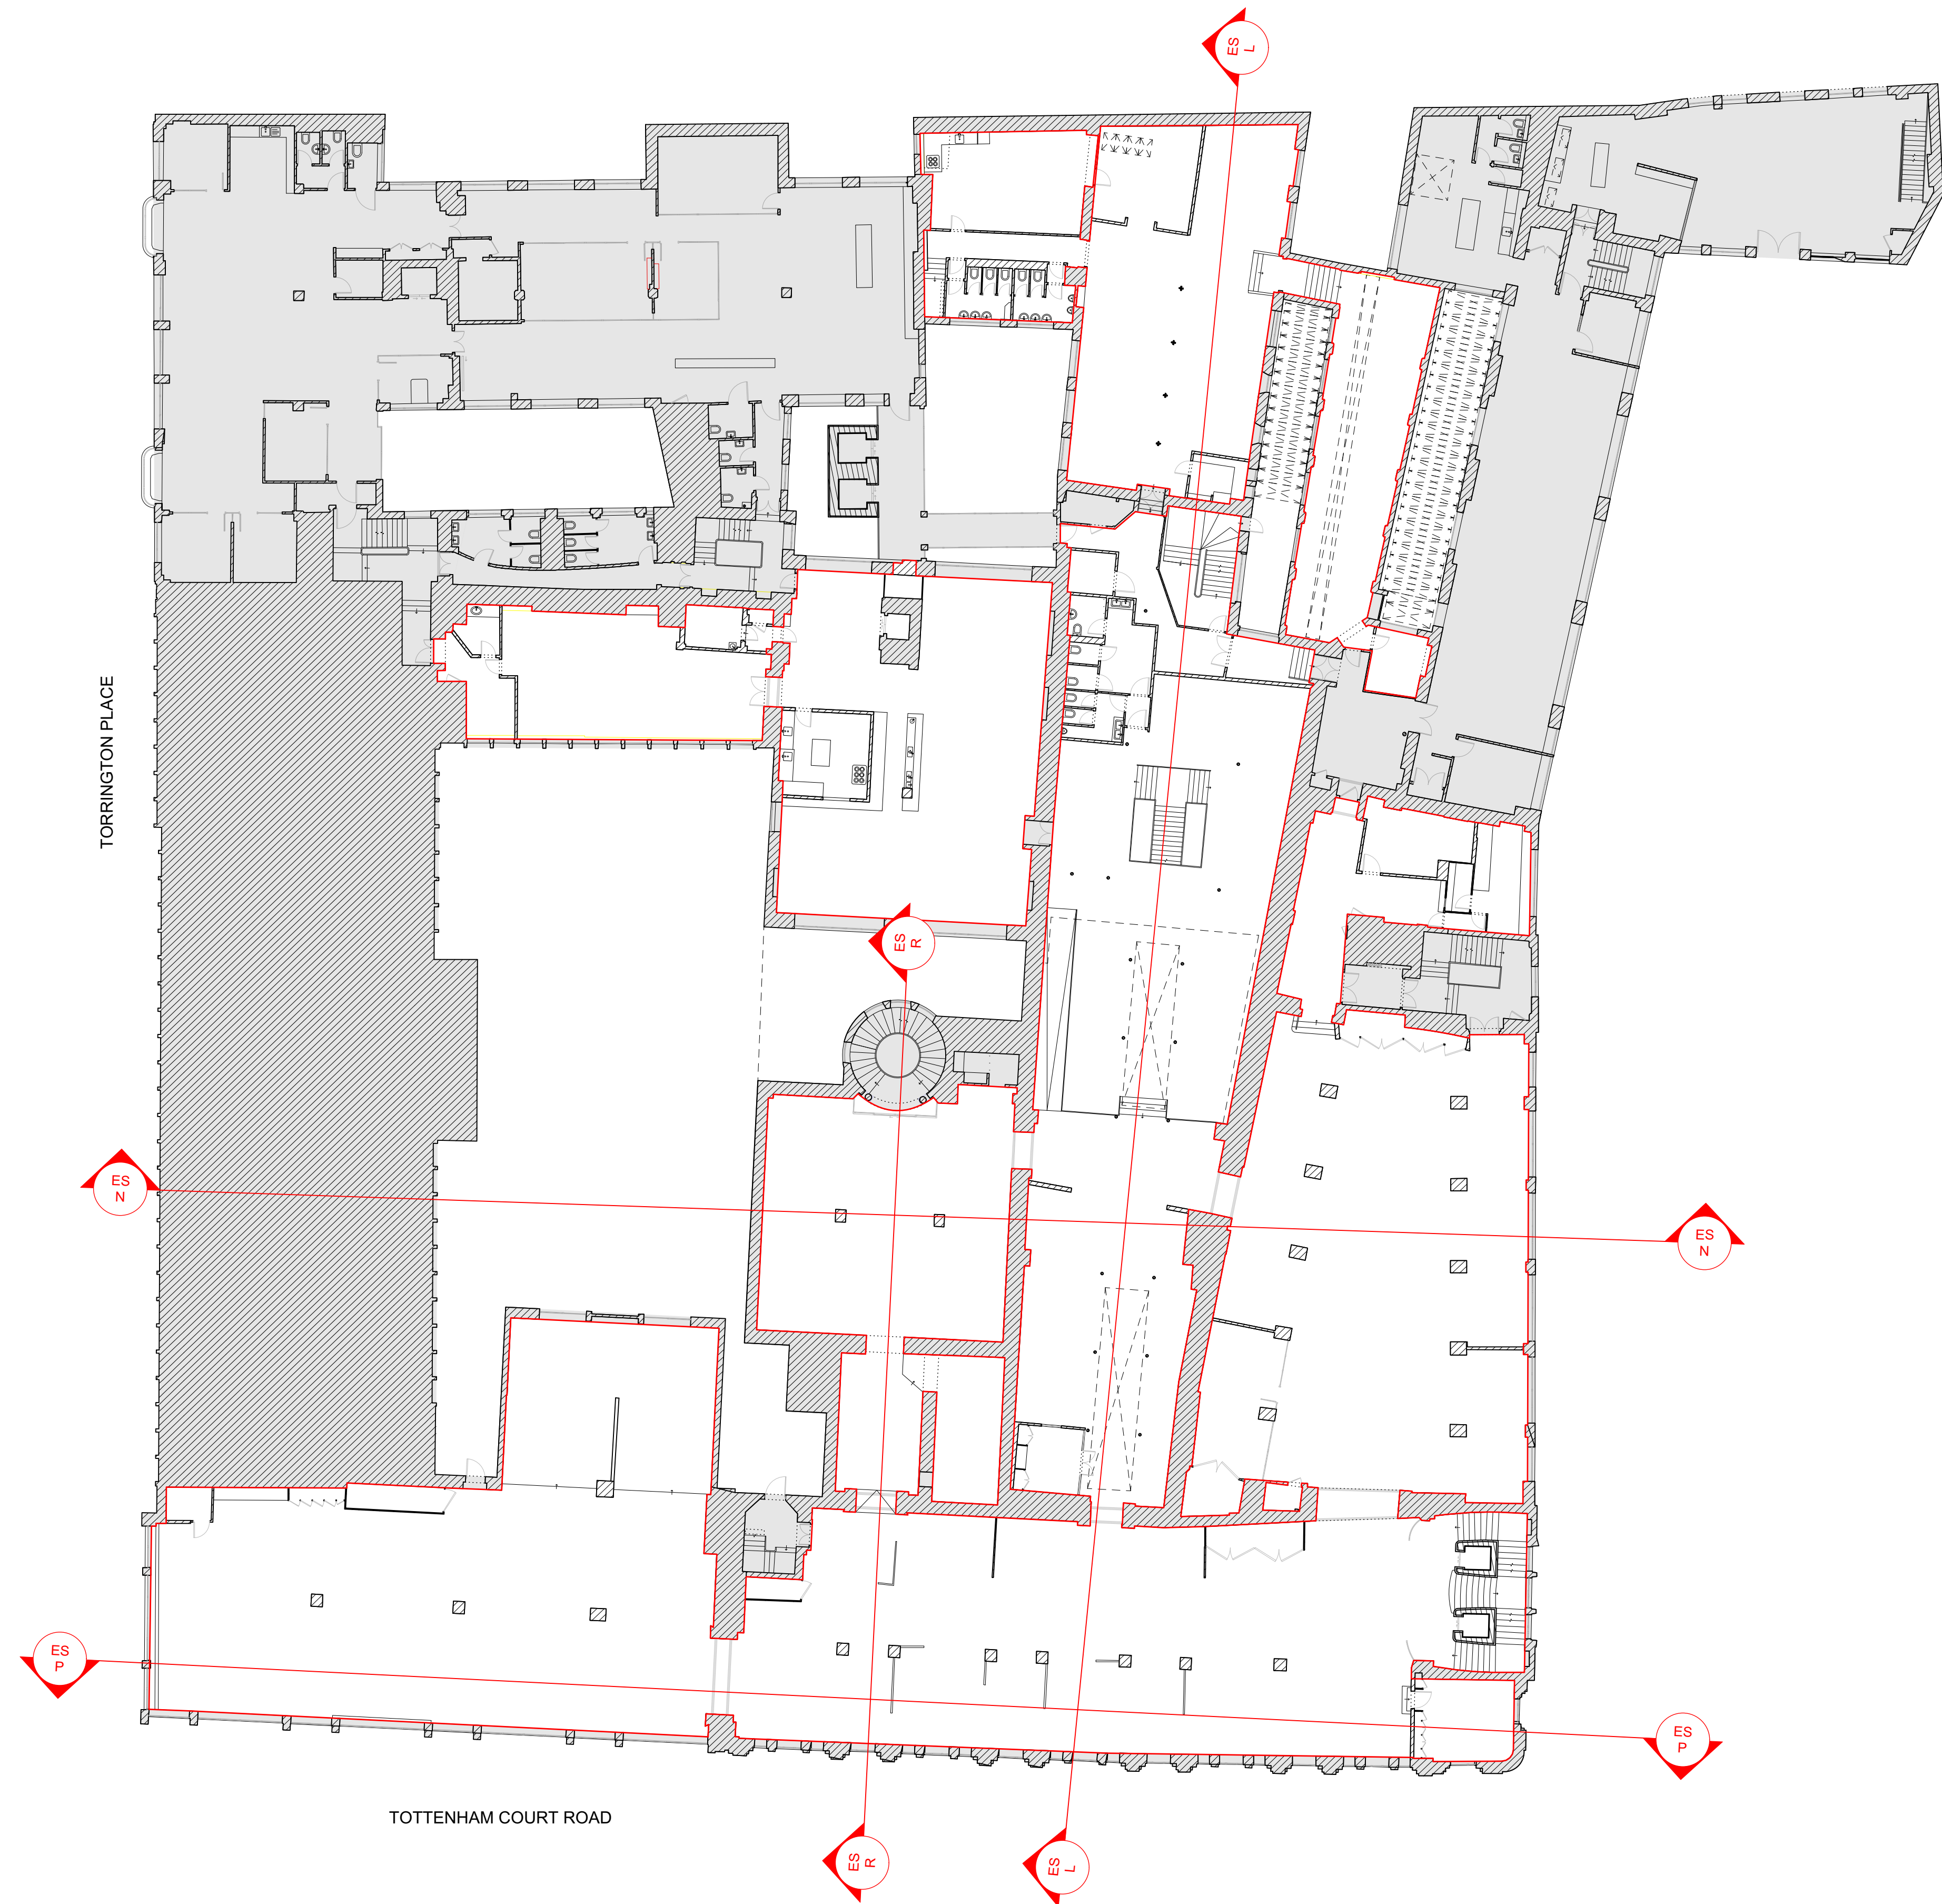 ES
L
TORRINGTON PLACE
ES
R
ES
N
ES
N
ES
P
ES
P
TOTTENHAM COURT ROAD
ES
R
ES
L